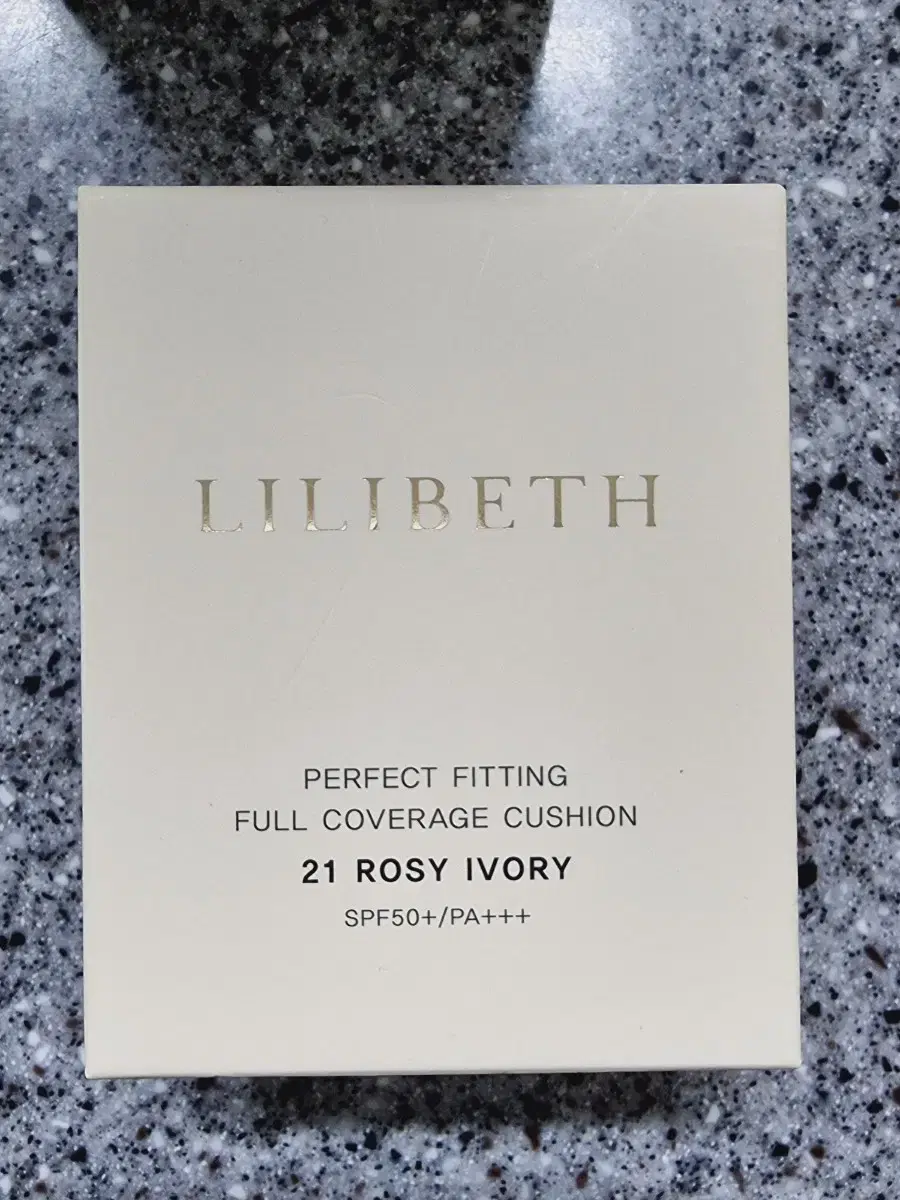 LILIBETH
PERFECT FITTING
FULL COVERAGE CUSHION
21 ROSY IVORY
SPF50+/PA+++